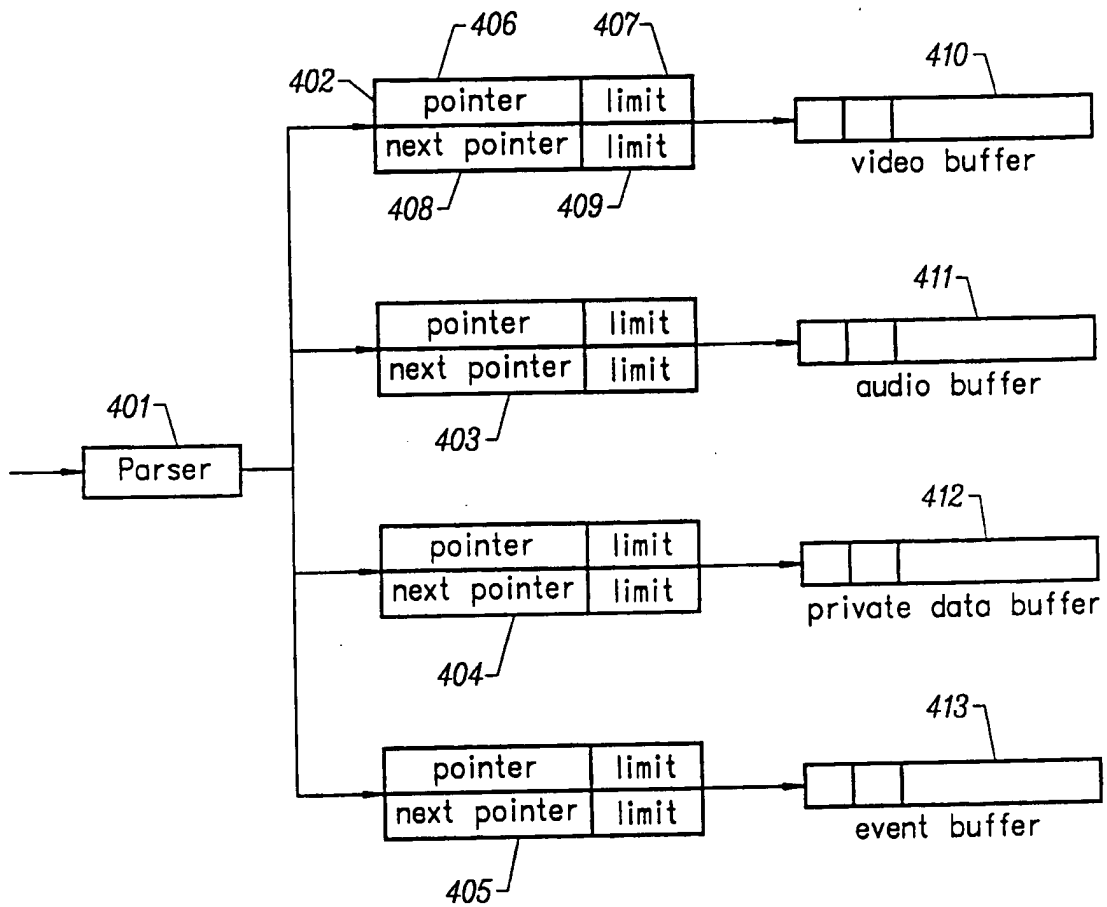 406
407
402
pointer limit
next pointer limit
408
409
410
video buffer
pointer limit
next pointer limit
403
411
audio buffer
401
Parser
pointer limit
next pointer limit
404
412
private data buffer
pointer limit
next pointer limit
405
413
event buffer